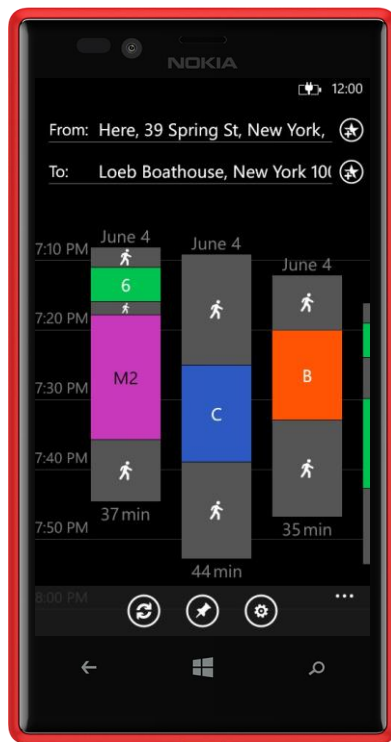 NOKIA
12:00
From: Here, 39 Spring St, New York,
To: Loeb Boathouse, New York 100
June 4
June 4
June 4
7:10 PM
6
7:20 PM
7:30 PM
M2
B
C
7:40 PM
37 min
7:50 PM
35 min
44 min
8:00 PM